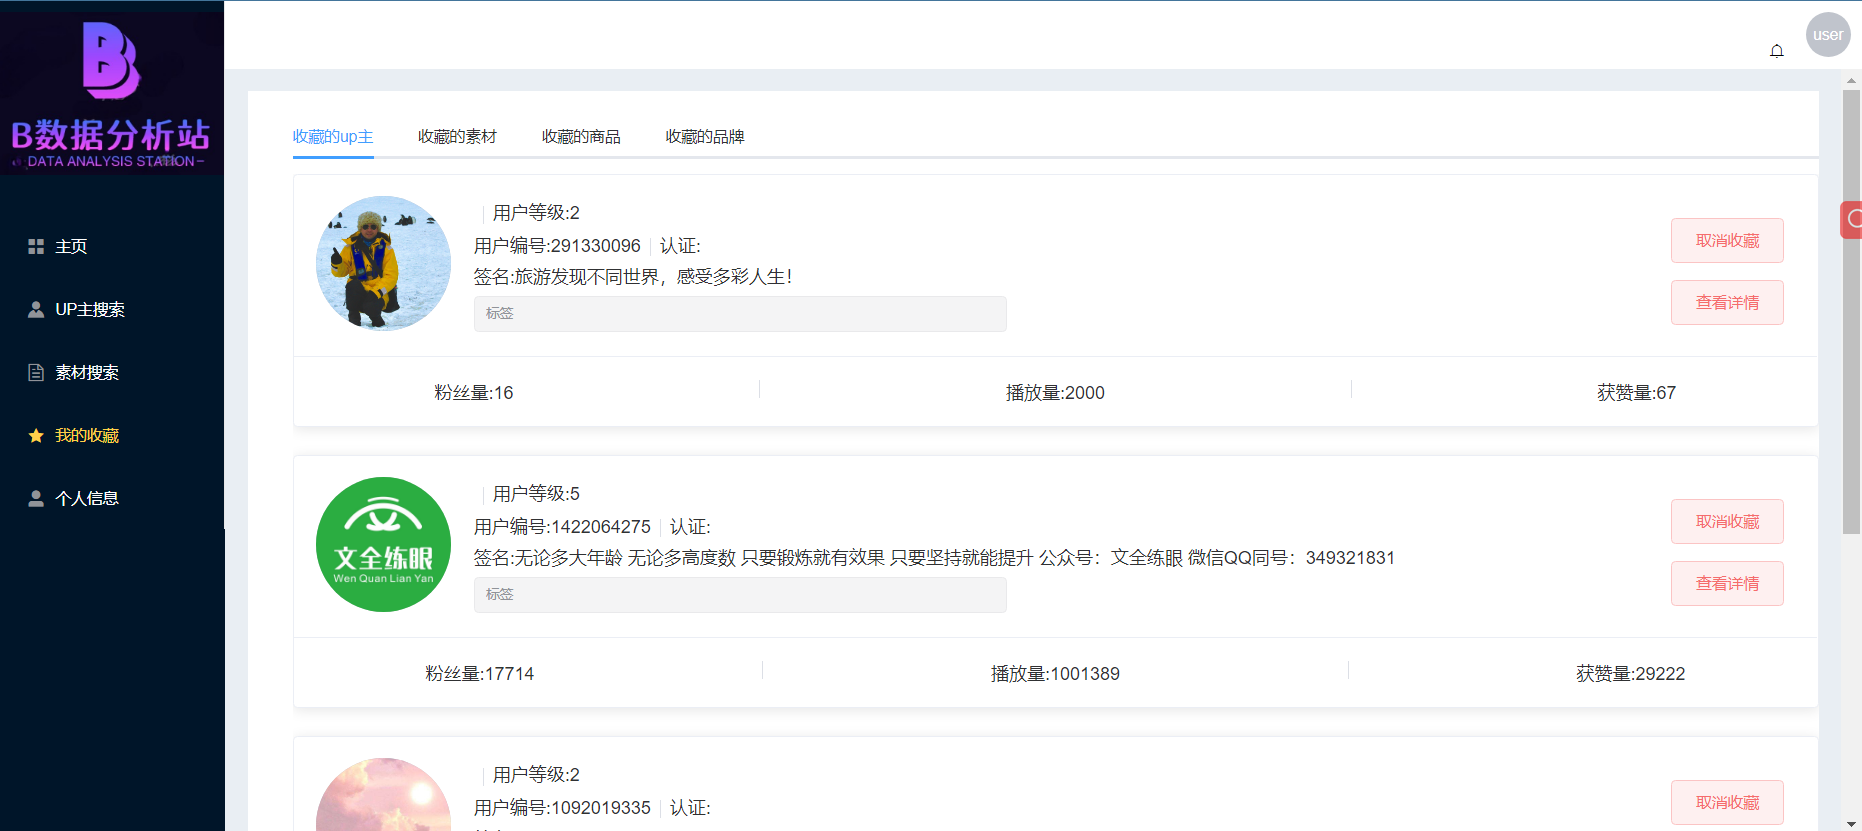 B数据分析站
DATA ANALYSIS STATION
user
主页
UP主搜索
素材搜索
我的收藏
个人信息
收藏的up主 收藏的素材 收藏的商品 收藏的品牌
用户等级:2
用户编号:291330096 认证:
签名:旅游发现不同世界，感受多彩人生！
标签
取消收藏
查看详情
粉丝量:16 播放量:2000 获赞量:67
文全练眼
Wen Quan Lian Yan
用户等级:5
用户编号:1422064275 认证:
签名:无论多大年龄 无论多高度数 只要锻炼就有效果 只要坚持就能提升 公众号：文全练眼 微信QQ同号：349321831
标签
取消收藏
查看详情
粉丝量:17714 播放量:1001389 获赞量:29222
用户等级:2
用户编号:1092019335 认证:
取消收藏